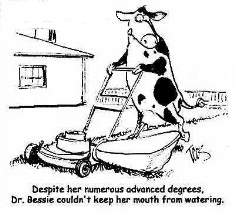 Despite her numerous advanced degrees,
Dr. Bessie couldn't keep her mouth from watering.